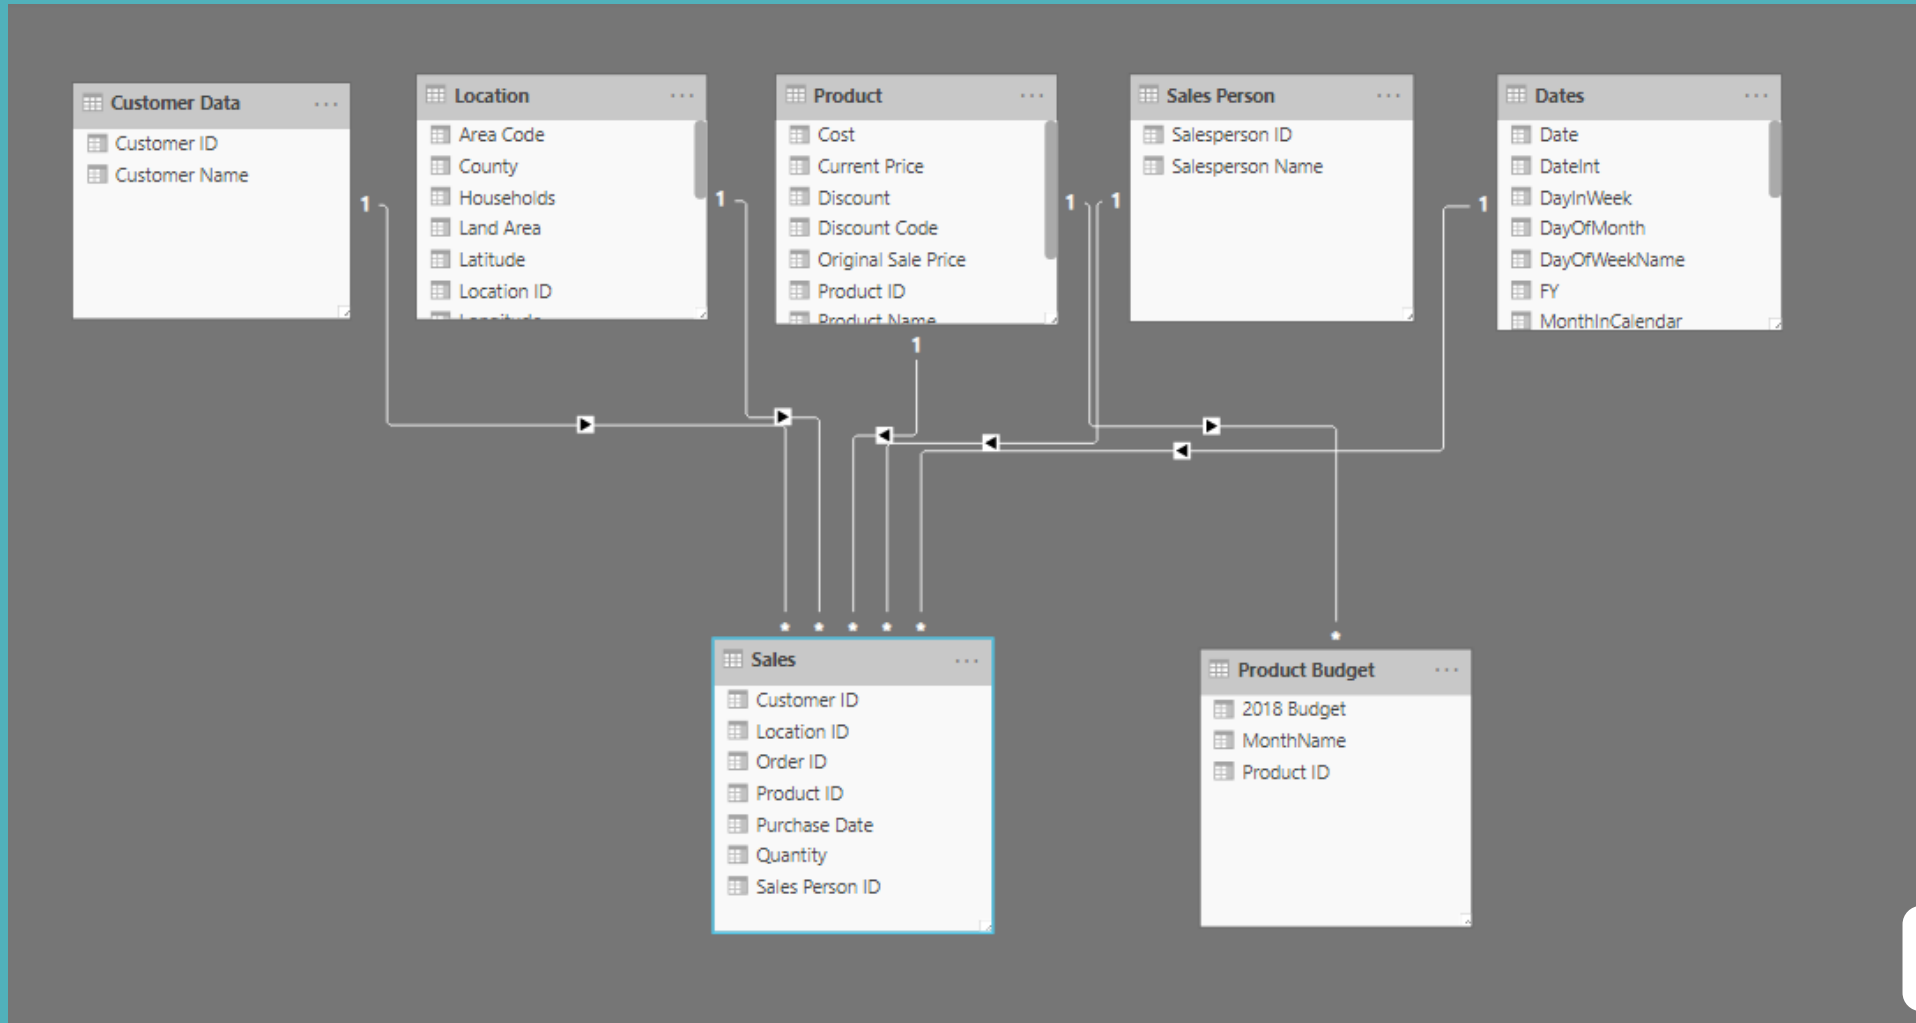 Customer Data
Customer ID
Customer Name
1
Location
Area Code
County
Households
Land Area
Latitude
Location ID
Longitude
1
Product
Cost
Current Price
Discount
Discount Code
Original Sale Price
Product ID
Product Name
1
1
Sales Person
Salesperson ID
Salesperson Name
1
Dates
Date
DateInt
DayInWeek
DayOfMonth
DayOfWeekName
FY
MonthInCalendar
1
* * * * *
Sales
Customer ID
Location ID
Order ID
Product ID
Purchase Date
Quantity
Sales Person ID
*
Product Budget
2018 Budget
MonthName
Product ID